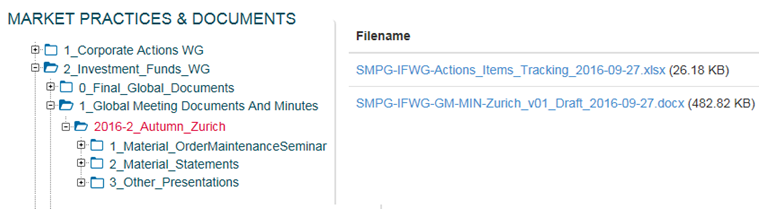 MARKET PRACTICES & DOCUMENTS
1_Corporate Actions WG
2_Investment_Funds_WG
0_Final_Global_Documents
1_Global Meeting Documents And Minutes
2016-2_Autumn_Zurich
1_Material_OrderMaintenanceSeminar
2_Material_Statements
3_Other_Presentations
Filename
SMPG-IFWG-Actions_Items_Tracking_2016-09-27.xlsx (26.18 KB)
SMPG-IFWG-GM-MIN-Zurich_v01_Draft_2016-09-27.docx (482.82 KB)